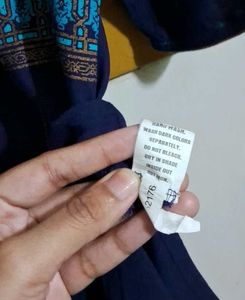 HAND WASH.
WASH DARK COLORS
SEPARATELY.
DO NOT BLEACH.
DRY IN SHADE
INSIDE OUT
2176